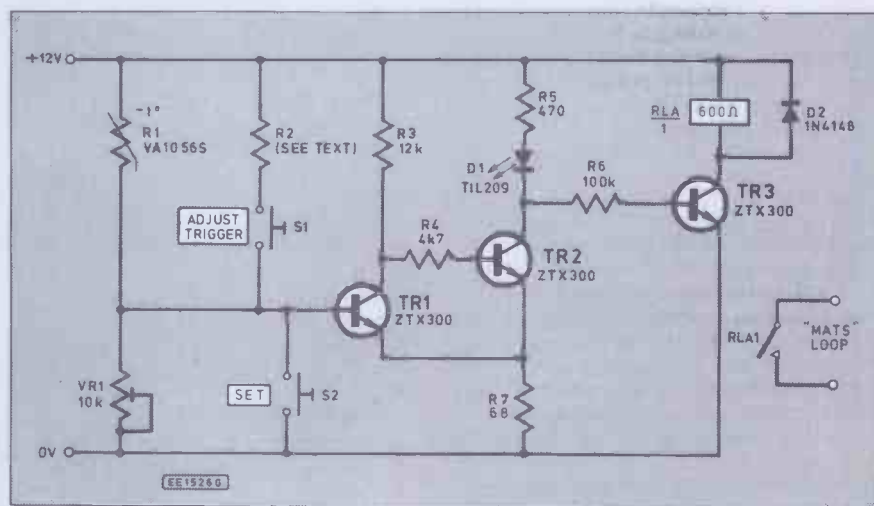 +12V
-t°
R1
VA1056S
R2
(SEE TEXT)
R3
12k
R5
470
D1
TIL209
RLA
1
600Ω
D2
1N4148
ADJUST
TRIGGER
S1
R4
4k7
R6
100k
TR1
ZTX300
TR2
ZTX300
TR3
ZTX300
VR1
10k
SET
S2
R7
68
RLA1
"MATS"
LOOP
0V
EE1526G